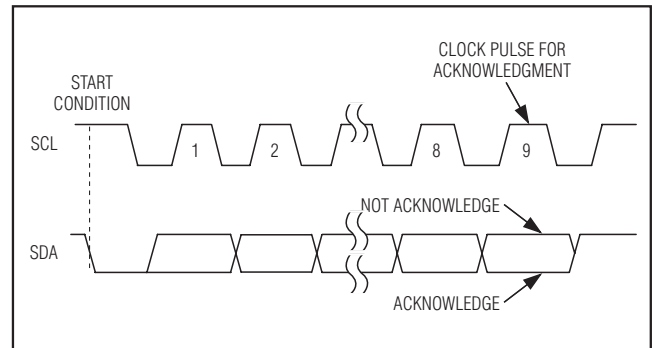 CLOCK PULSE FOR
ACKNOWLEDGMENT
START
CONDITION
SCL
1
2
8
9
NOT ACKNOWLEDGE
SDA
ACKNOWLEDGE